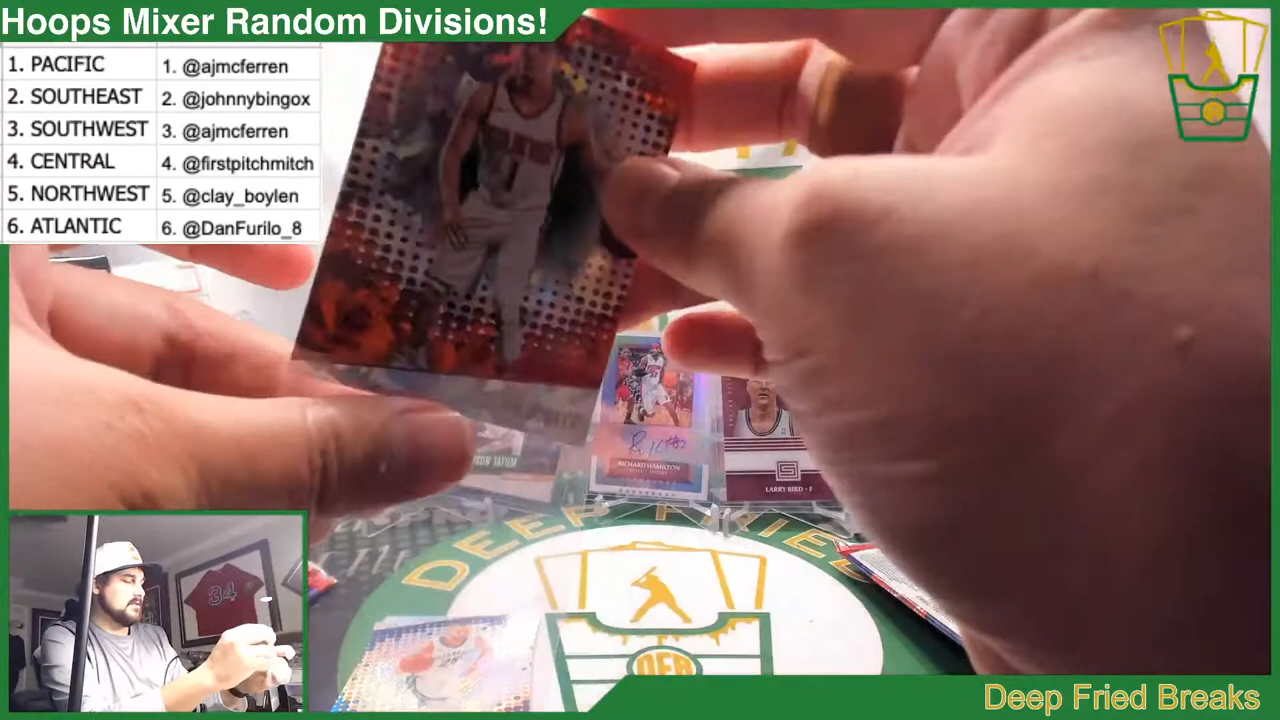 Hoops Mixer Random Divisions!
1. PACIFIC 1. @ajmcferren
2. SOUTHEAST 2. @johnnybingox
3. SOUTHWEST 3. @ajmcferren
4. CENTRAL 4. @firstpitchmitch
5. NORTHWEST 5. @clay_boylen
6. ATLANTIC 6. @DanFurilo_8
TATUM
RICHARD HAMILTON
LARRY BIRD • F
DEEP FRIED
DFB
34
Deep Fried Breaks